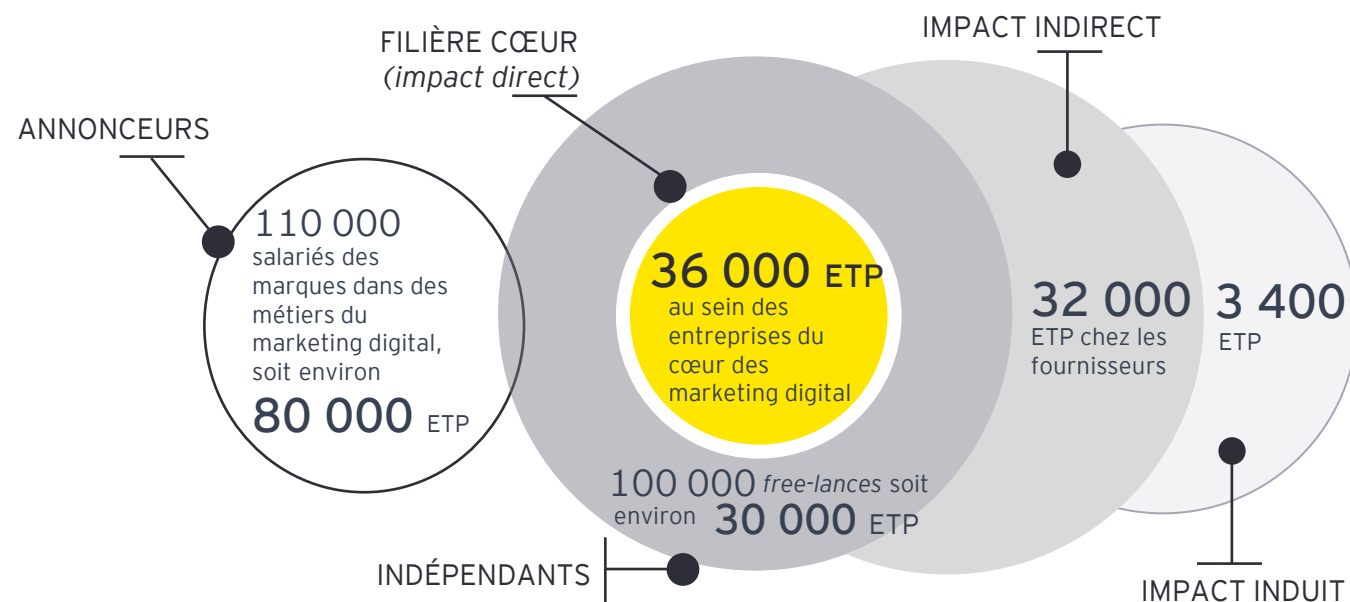 IMPACT INDIRECT
FILIÈRE CŒUR
(impact direct)
ANNONCEURS
110 000
salariés des
marques dans des
métiers du
marketing digital,
soit environ
80 000 ETP
36 000 ETP
au sein des
entreprises du
cœur des
marketing digital
32 000
ETP chez les
fournisseurs
3 400
ETP
100 000 free-lances soit
environ 30 000 ETP
INDÉPENDANTS
IMPACT INDUIT